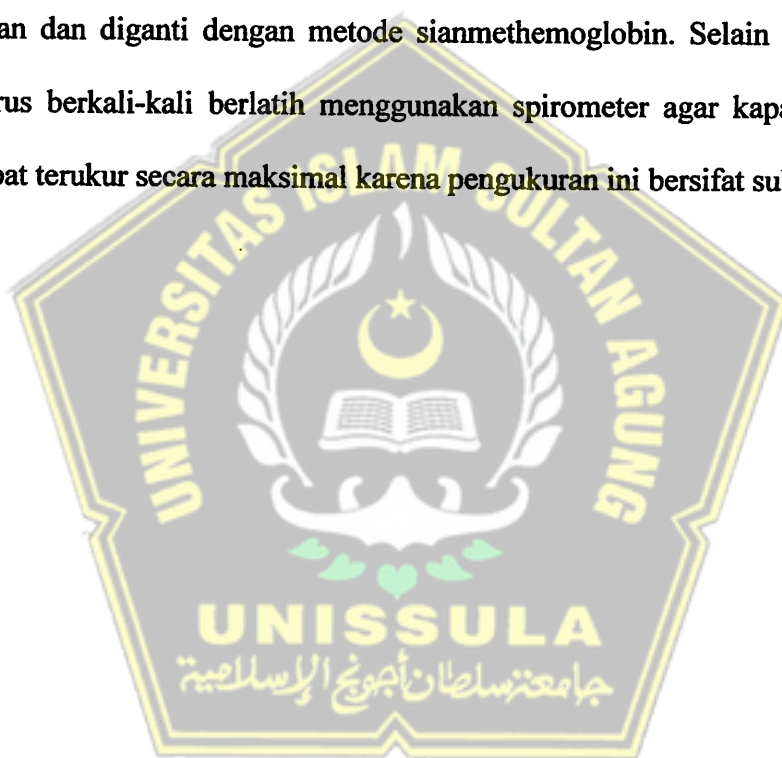 an dan diganti dengan metode sianmethemoglobin. Selain
rus berkali-kali berlatih menggunakan spirometer agar kapa
pat terukur secara maksimal karena pengukuran ini bersifat su
UNIVERSITAS ISLAM SULTAN AGUNG
UNISSULA
جامعة سلطان أجونج الإسلامية